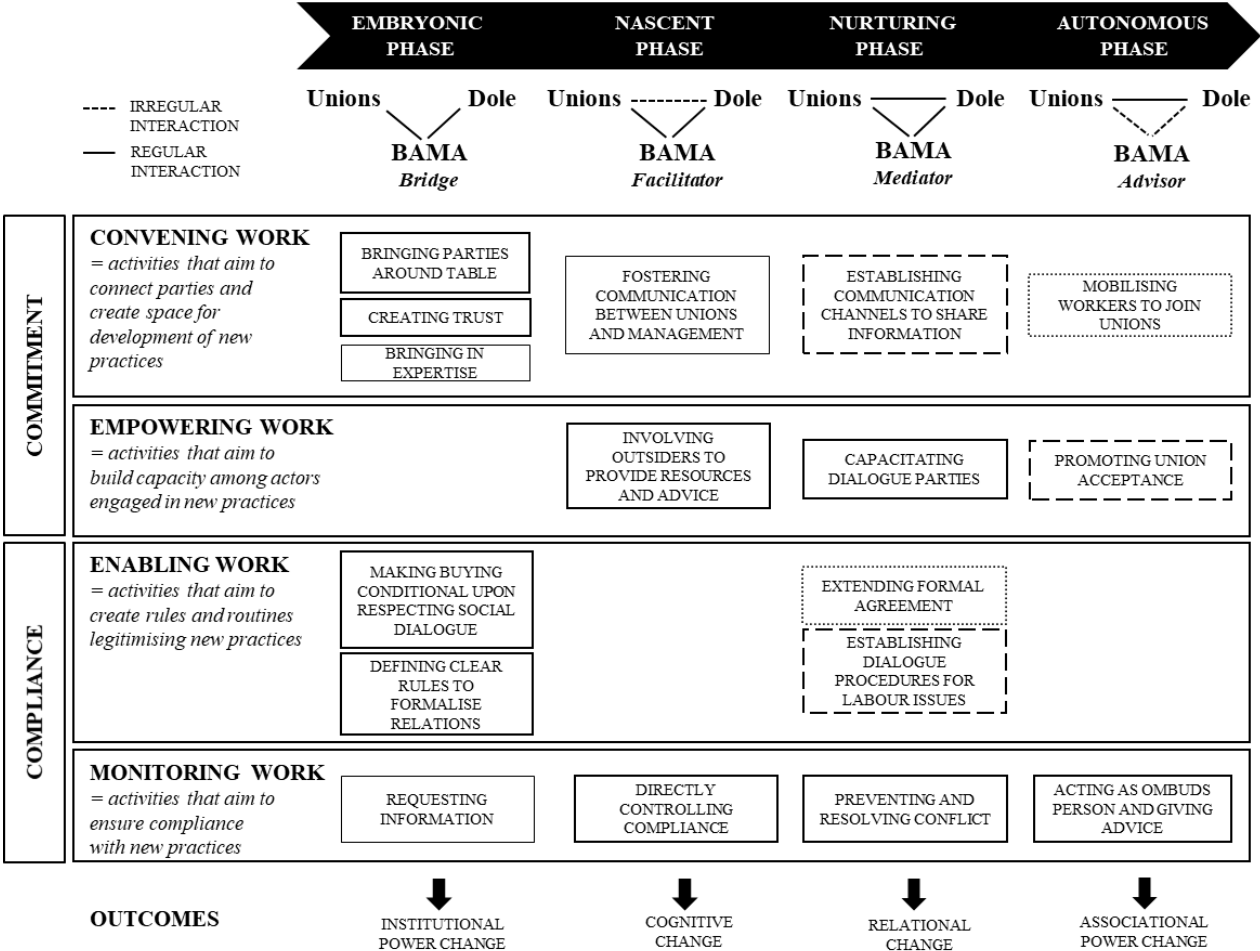 EMBRYONIC
PHASE
NASCENT
PHASE
NURTURING
PHASE
AUTONOMOUS
PHASE
IRREGULAR
INTERACTION
REGULAR
INTERACTION
Unions Dole
BAMA
Bridge
Unions Dole
BAMA
Facilitator
Unions Dole
BAMA
Mediator
Unions Dole
BAMA
Advisor
COMMITMENT
CONVENING WORK
= activities that aim to
connect parties and
create space for
development of new
practices
BRINGING PARTIES
AROUND TABLE
CREATING TRUST
BRINGING IN
EXPERTISE
FOSTERING
COMMUNICATION
BETWEEN UNIONS
AND MANAGEMENT
ESTABLISHING
COMMUNICATION
CHANNELS TO SHARE
INFORMATION
MOBILISING
WORKERS TO JOIN
UNIONS
EMPOWERING WORK
= activities that aim to
build capacity among actors
engaged in new practices
INVOLVING
OUTSIDERS TO
PROVIDE RESOURCES
AND ADVICE
CAPACITATING
DIALOGUE PARTIES
PROMOTING UNION
ACCEPTANCE
COMPLIANCE
ENABLING WORK
= activities that aim to
create rules and routines
legitimising new practices
MAKING BUYING
CONDITIONAL UPON
RESPECTING SOCIAL
DIALOGUE
DEFINING CLEAR
RULES TO
FORMALISE
RELATIONS
EXTENDING FORMAL
AGREEMENT
ESTABLISHING
DIALOGUE
PROCEDURES FOR
LABOUR ISSUES
MONITORING WORK
= activities that aim to
ensure compliance
with new practices
REQUESTING
INFORMATION
DIRECTLY
CONTROLLING
COMPLIANCE
PREVENTING AND
RESOLVING CONFLICT
ACTING AS OMBUDS
PERSON AND GIVING
ADVICE
OUTCOMES
INSTITUTIONAL
POWER CHANGE
COGNITIVE
CHANGE
RELATIONAL
CHANGE
ASSOCIATIONAL
POWER CHANGE